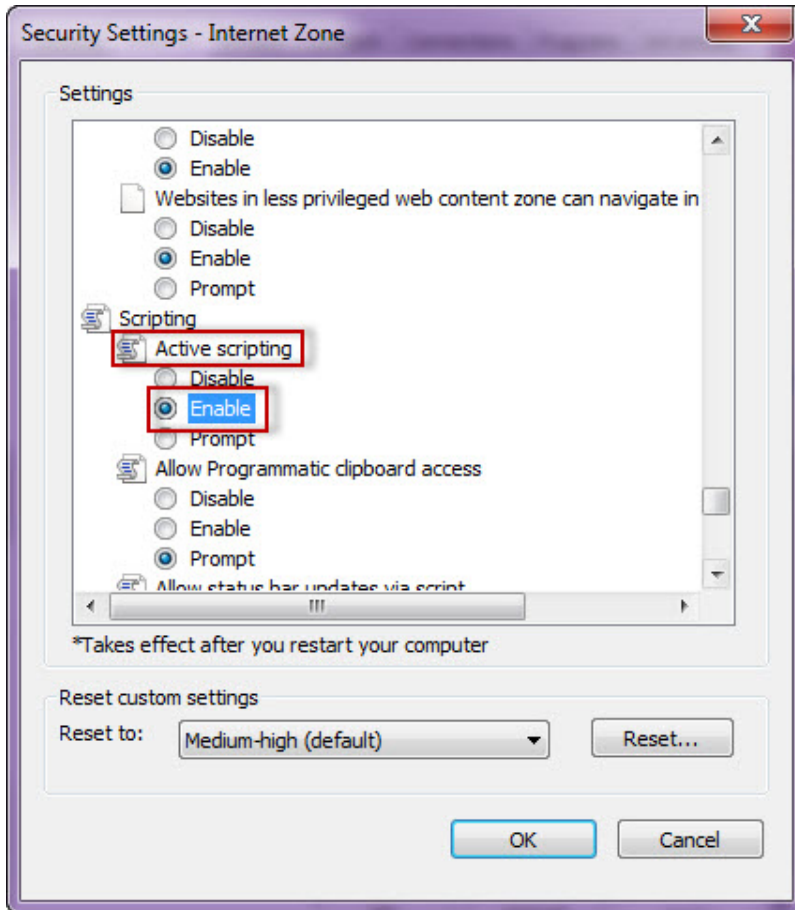 Security Settings - Internet Zone
Settings
Disable
Enable
Websites in less privileged web content zone can navigate in
Disable
Enable
Prompt
Scripting
Active scripting
Disable
Enable
Prompt
Allow Programmatic clipboard access
Disable
Enable
Prompt
Allow status bar updates via script
*Takes effect after you restart your computer
Reset custom settings
Reset to: Medium-high (default) Reset...
OK Cancel